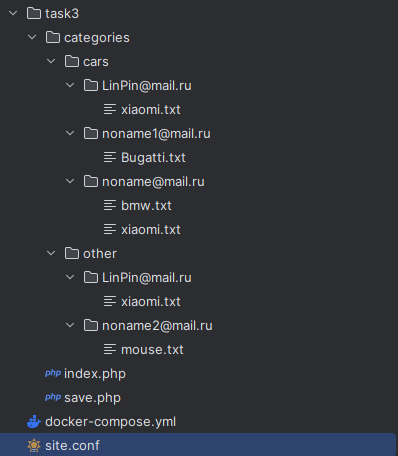 task3
categories
cars
LinPin@mail.ru
xiaomi.txt
noname1@mail.ru
Bugatti.txt
noname@mail.ru
bmw.txt
xiaomi.txt
other
LinPin@mail.ru
xiaomi.txt
noname2@mail.ru
mouse.txt
php index.php
php save.php
docker-compose.yml
site.conf